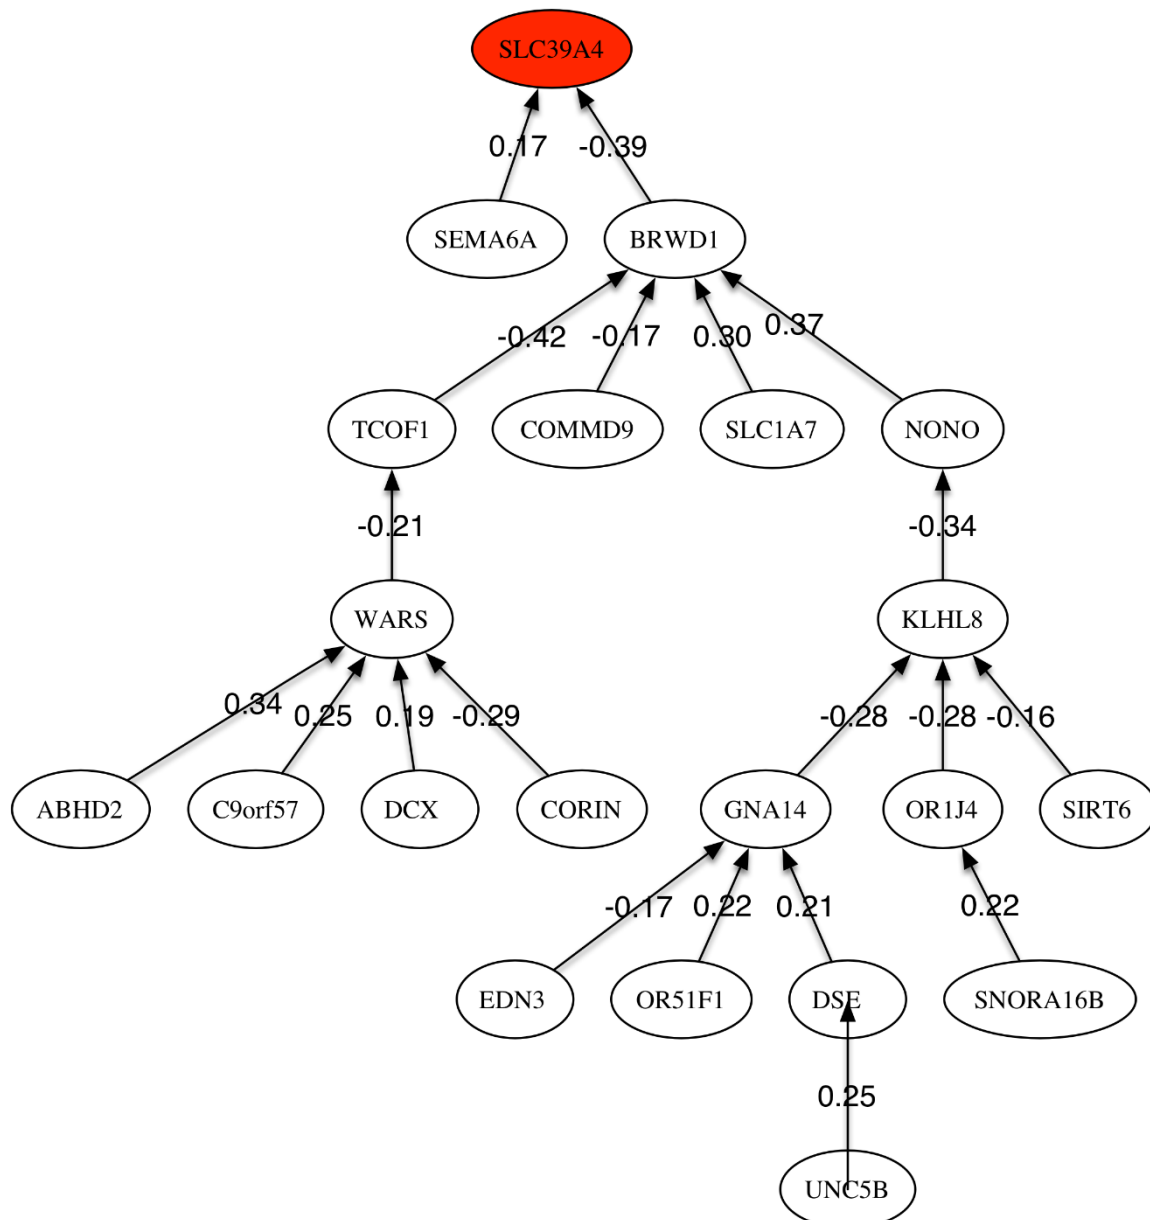 SLC39A4
0.17 -0.39
SEMA6A BRWD1
-0.42 -0.17 0.30 0.37
TCOF1 COMMD9 SLC1A7 NONO
-0.21 -0.34
WARS KLHL8
0.34 0.25 0.19 -0.29 -0.28 -0.28 -0.16
ABHD2 C9orf57 DCX CORIN GNA14 OR1J4 SIRT6
-0.17 0.22 0.21 0.22
EDN3 OR51F1 DSE SNORA16B
0.25
UNC5B